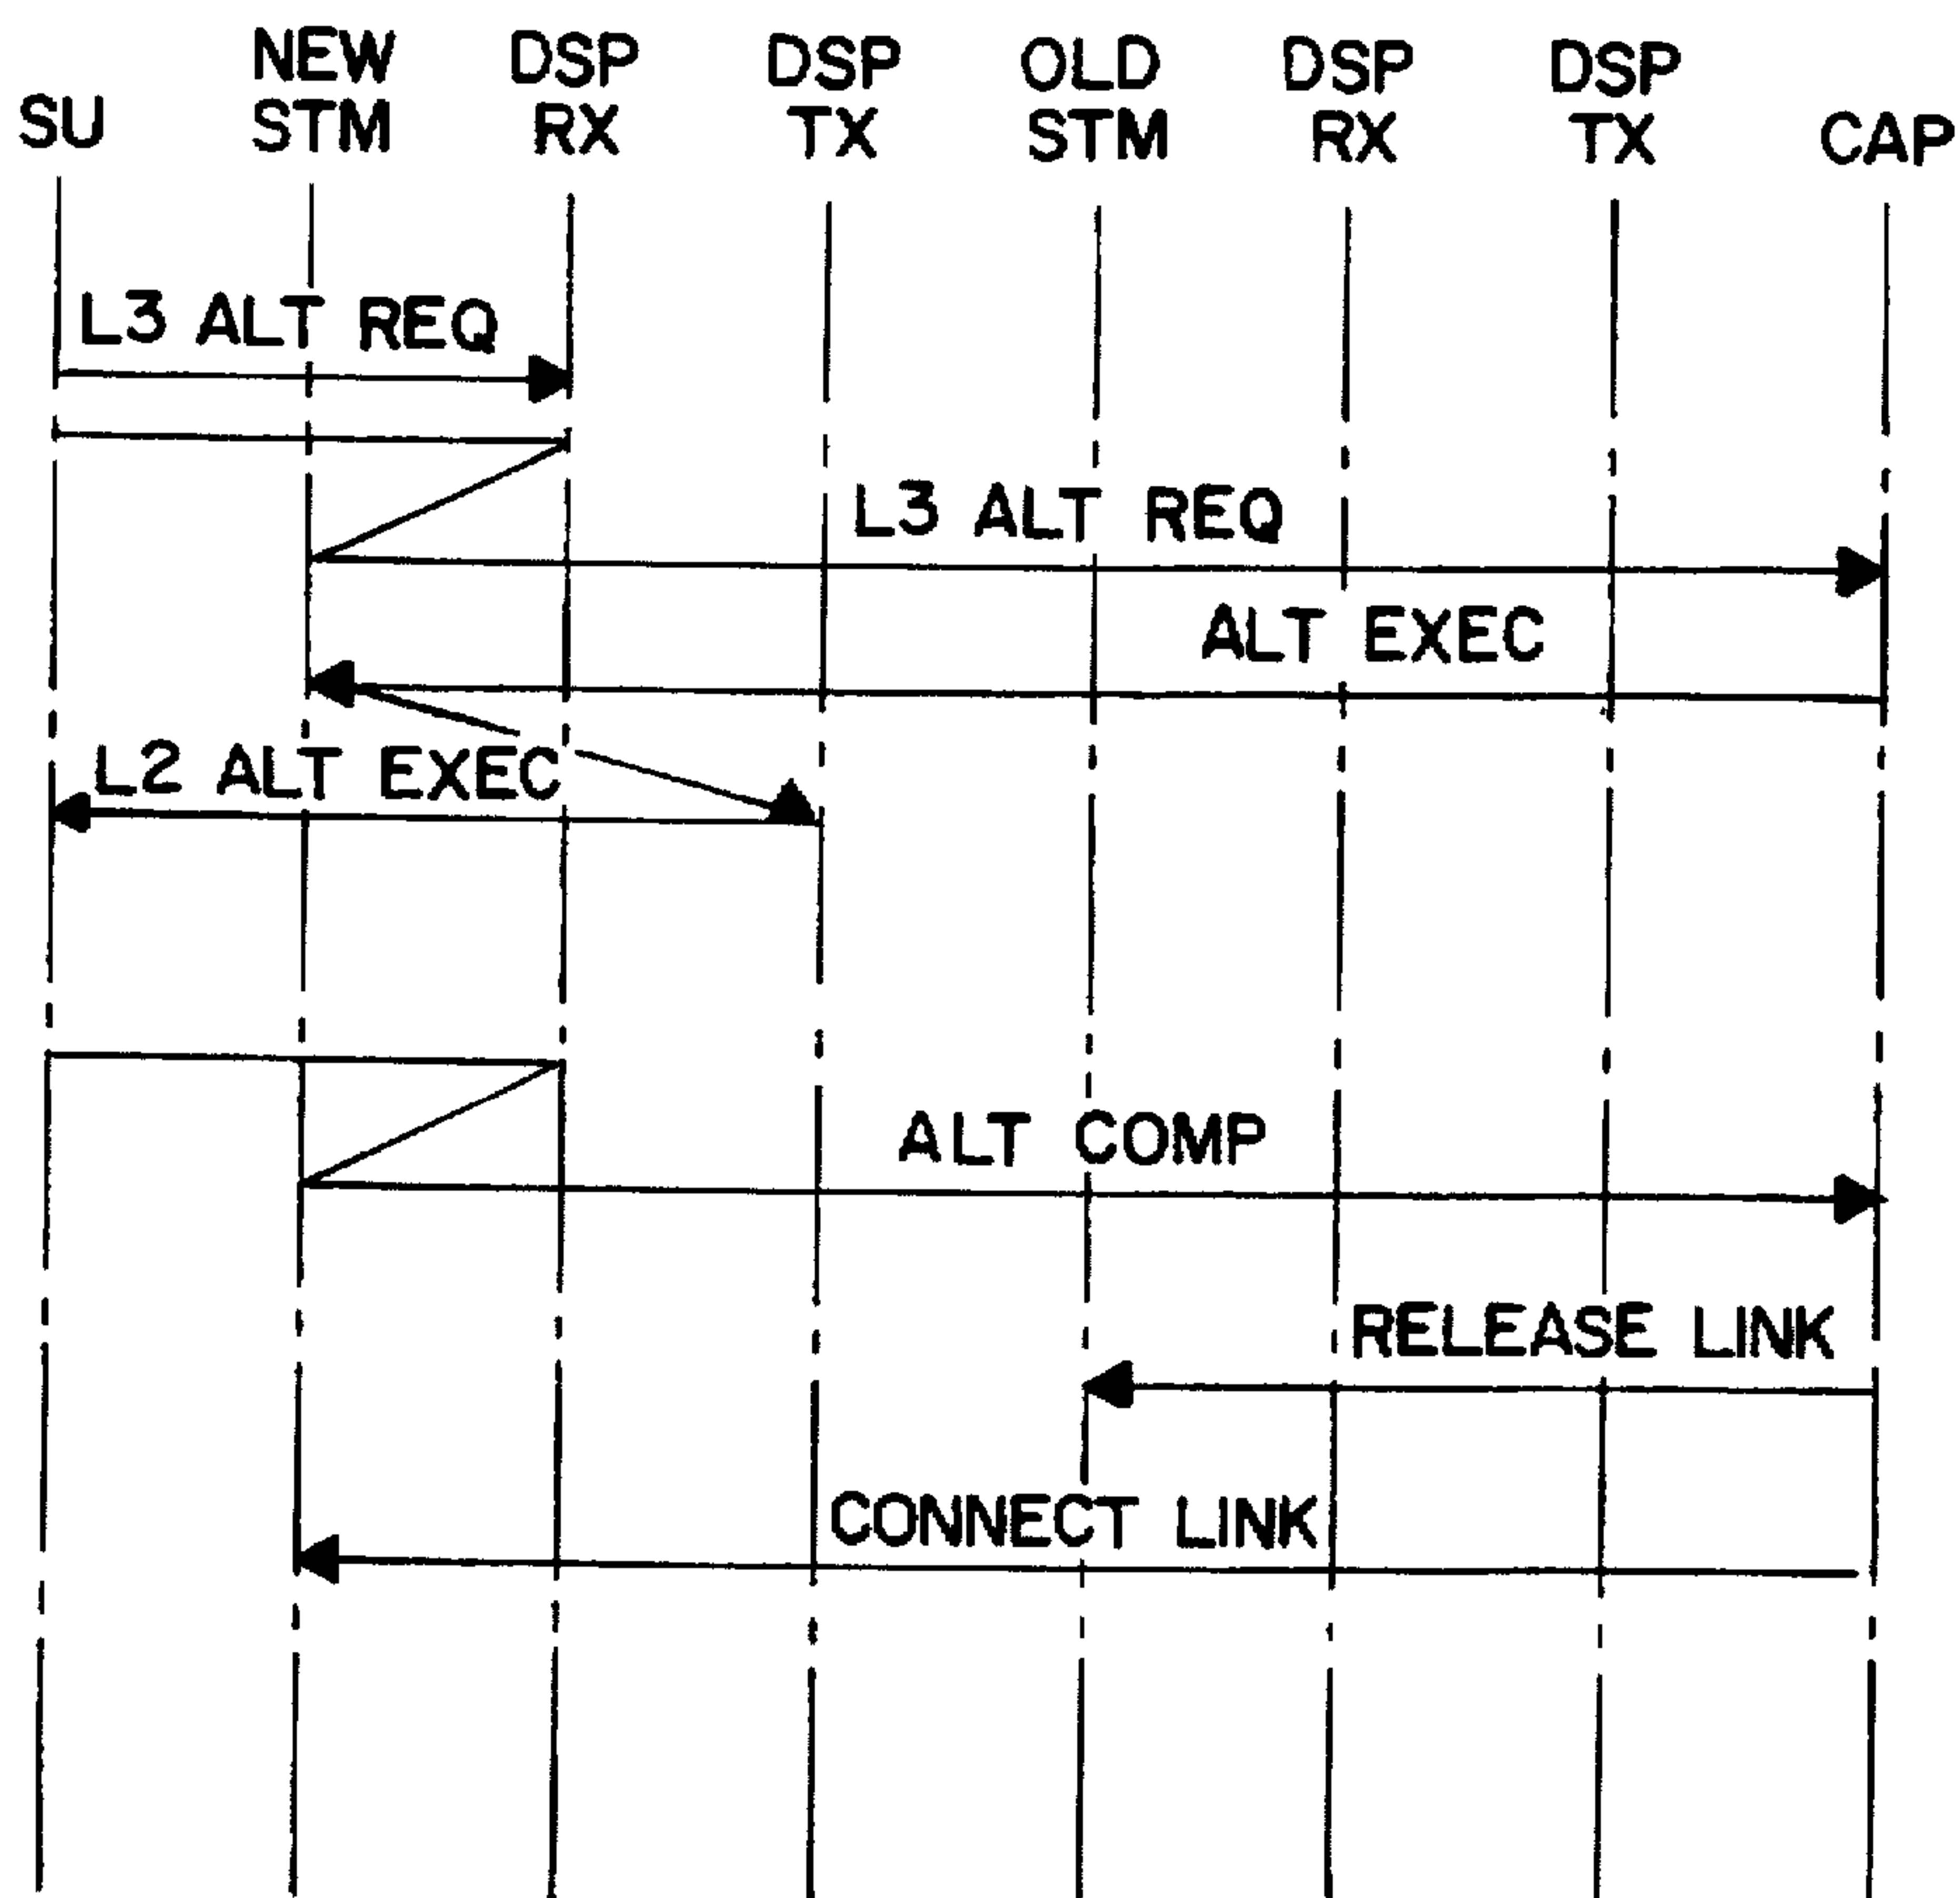 SU
NEW
STM
DSP
RX
DSP
TX
OLD
STM
DSP
RX
DSP
TX
CAP
L3 ALT REQ
L3 ALT REQ
ALT EXEC
L2 ALT EXEC
ALT COMP
RELEASE LINK
CONNECT LINK